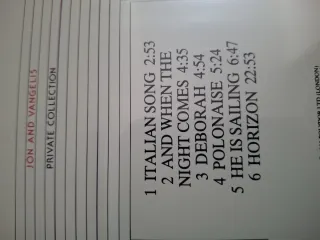 JON AND VANGELIS
PRIVATE COLLECTION
1 ITALIAN SONG 2:53
2 AND WHEN THE
NIGHT COMES 4:35
3 DEBORAH 4:54
4 POLONAISE 5:24
5 HE IS SAILING 6:47
6 HORIZON 22:53